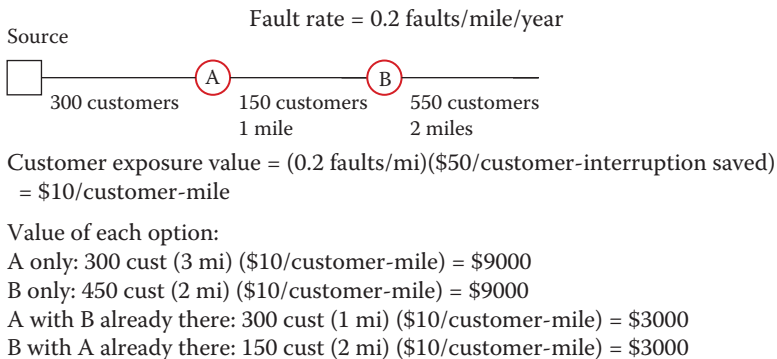 Fault rate = 0.2 faults/mile/year
Source
A
B
300 customers
150 customers
1 mile
550 customers
2 miles
Customer exposure value = (0.2 faults/mi)($50/customer-interruption saved)
= $10/customer-mile
Value of each option:
A only: 300 cust (3 mi) ($10/customer-mile) = $9000
B only: 450 cust (2 mi) ($10/customer-mile) = $9000
A with B already there: 300 cust (1 mi) ($10/customer-mile) = $3000
B with A already there: 150 cust (2 mi) ($10/customer-mile) = $3000